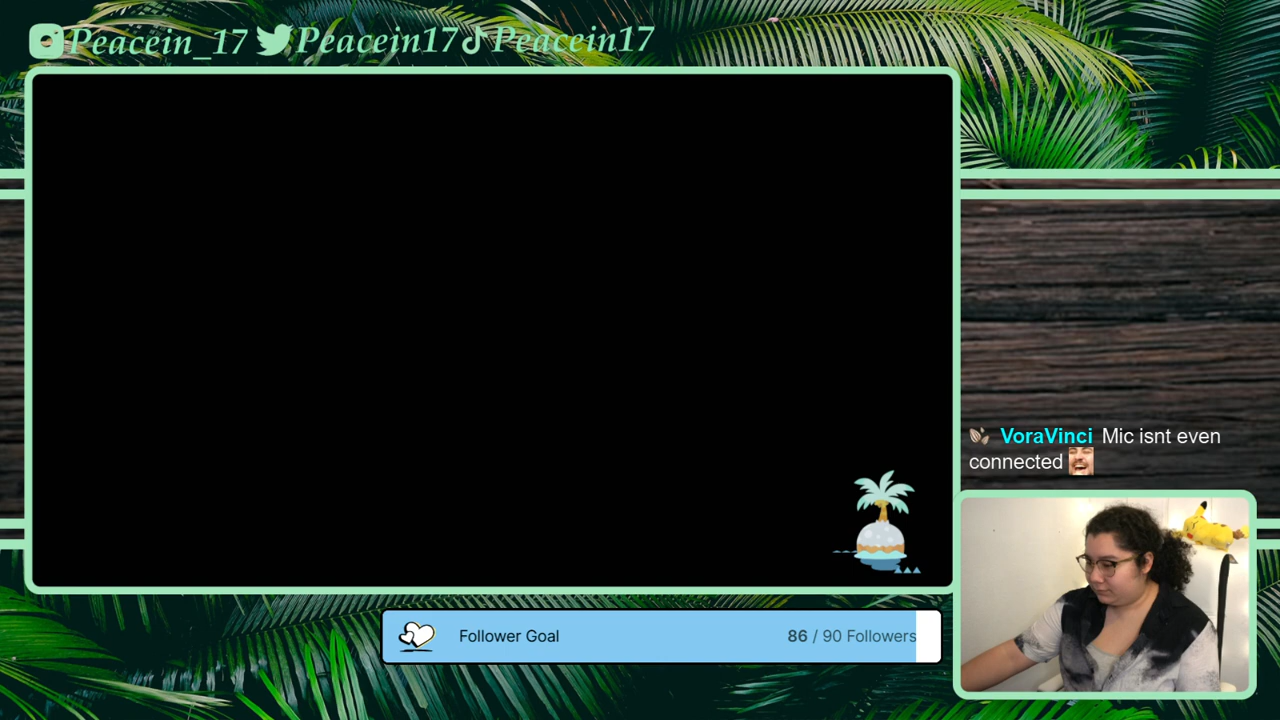 Peacein_17 Peacein17 Peacein17
VoraVinci Mic isnt even
connected
Follower Goal 86 / 90 Followers